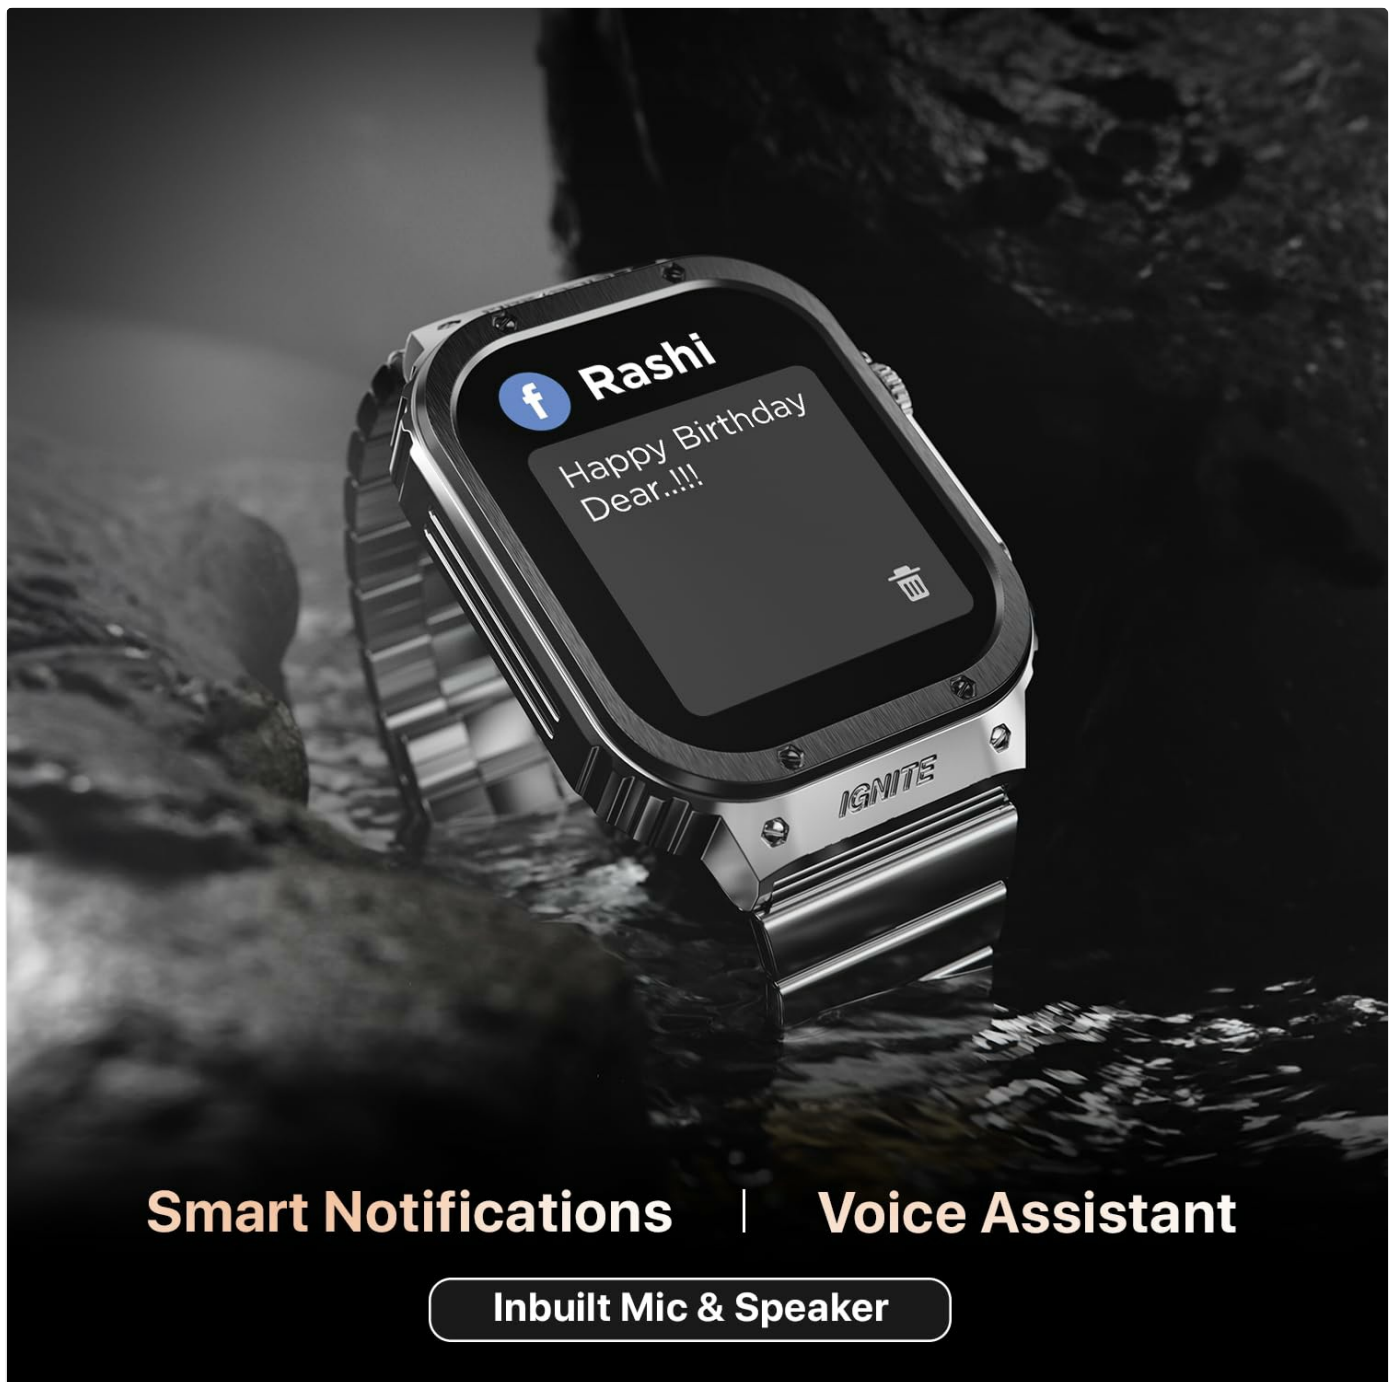 f Rashi
Happy Birthday
Dear..!!!
IGNITE
Smart Notifications | Voice Assistant
Inbuilt Mic & Speaker